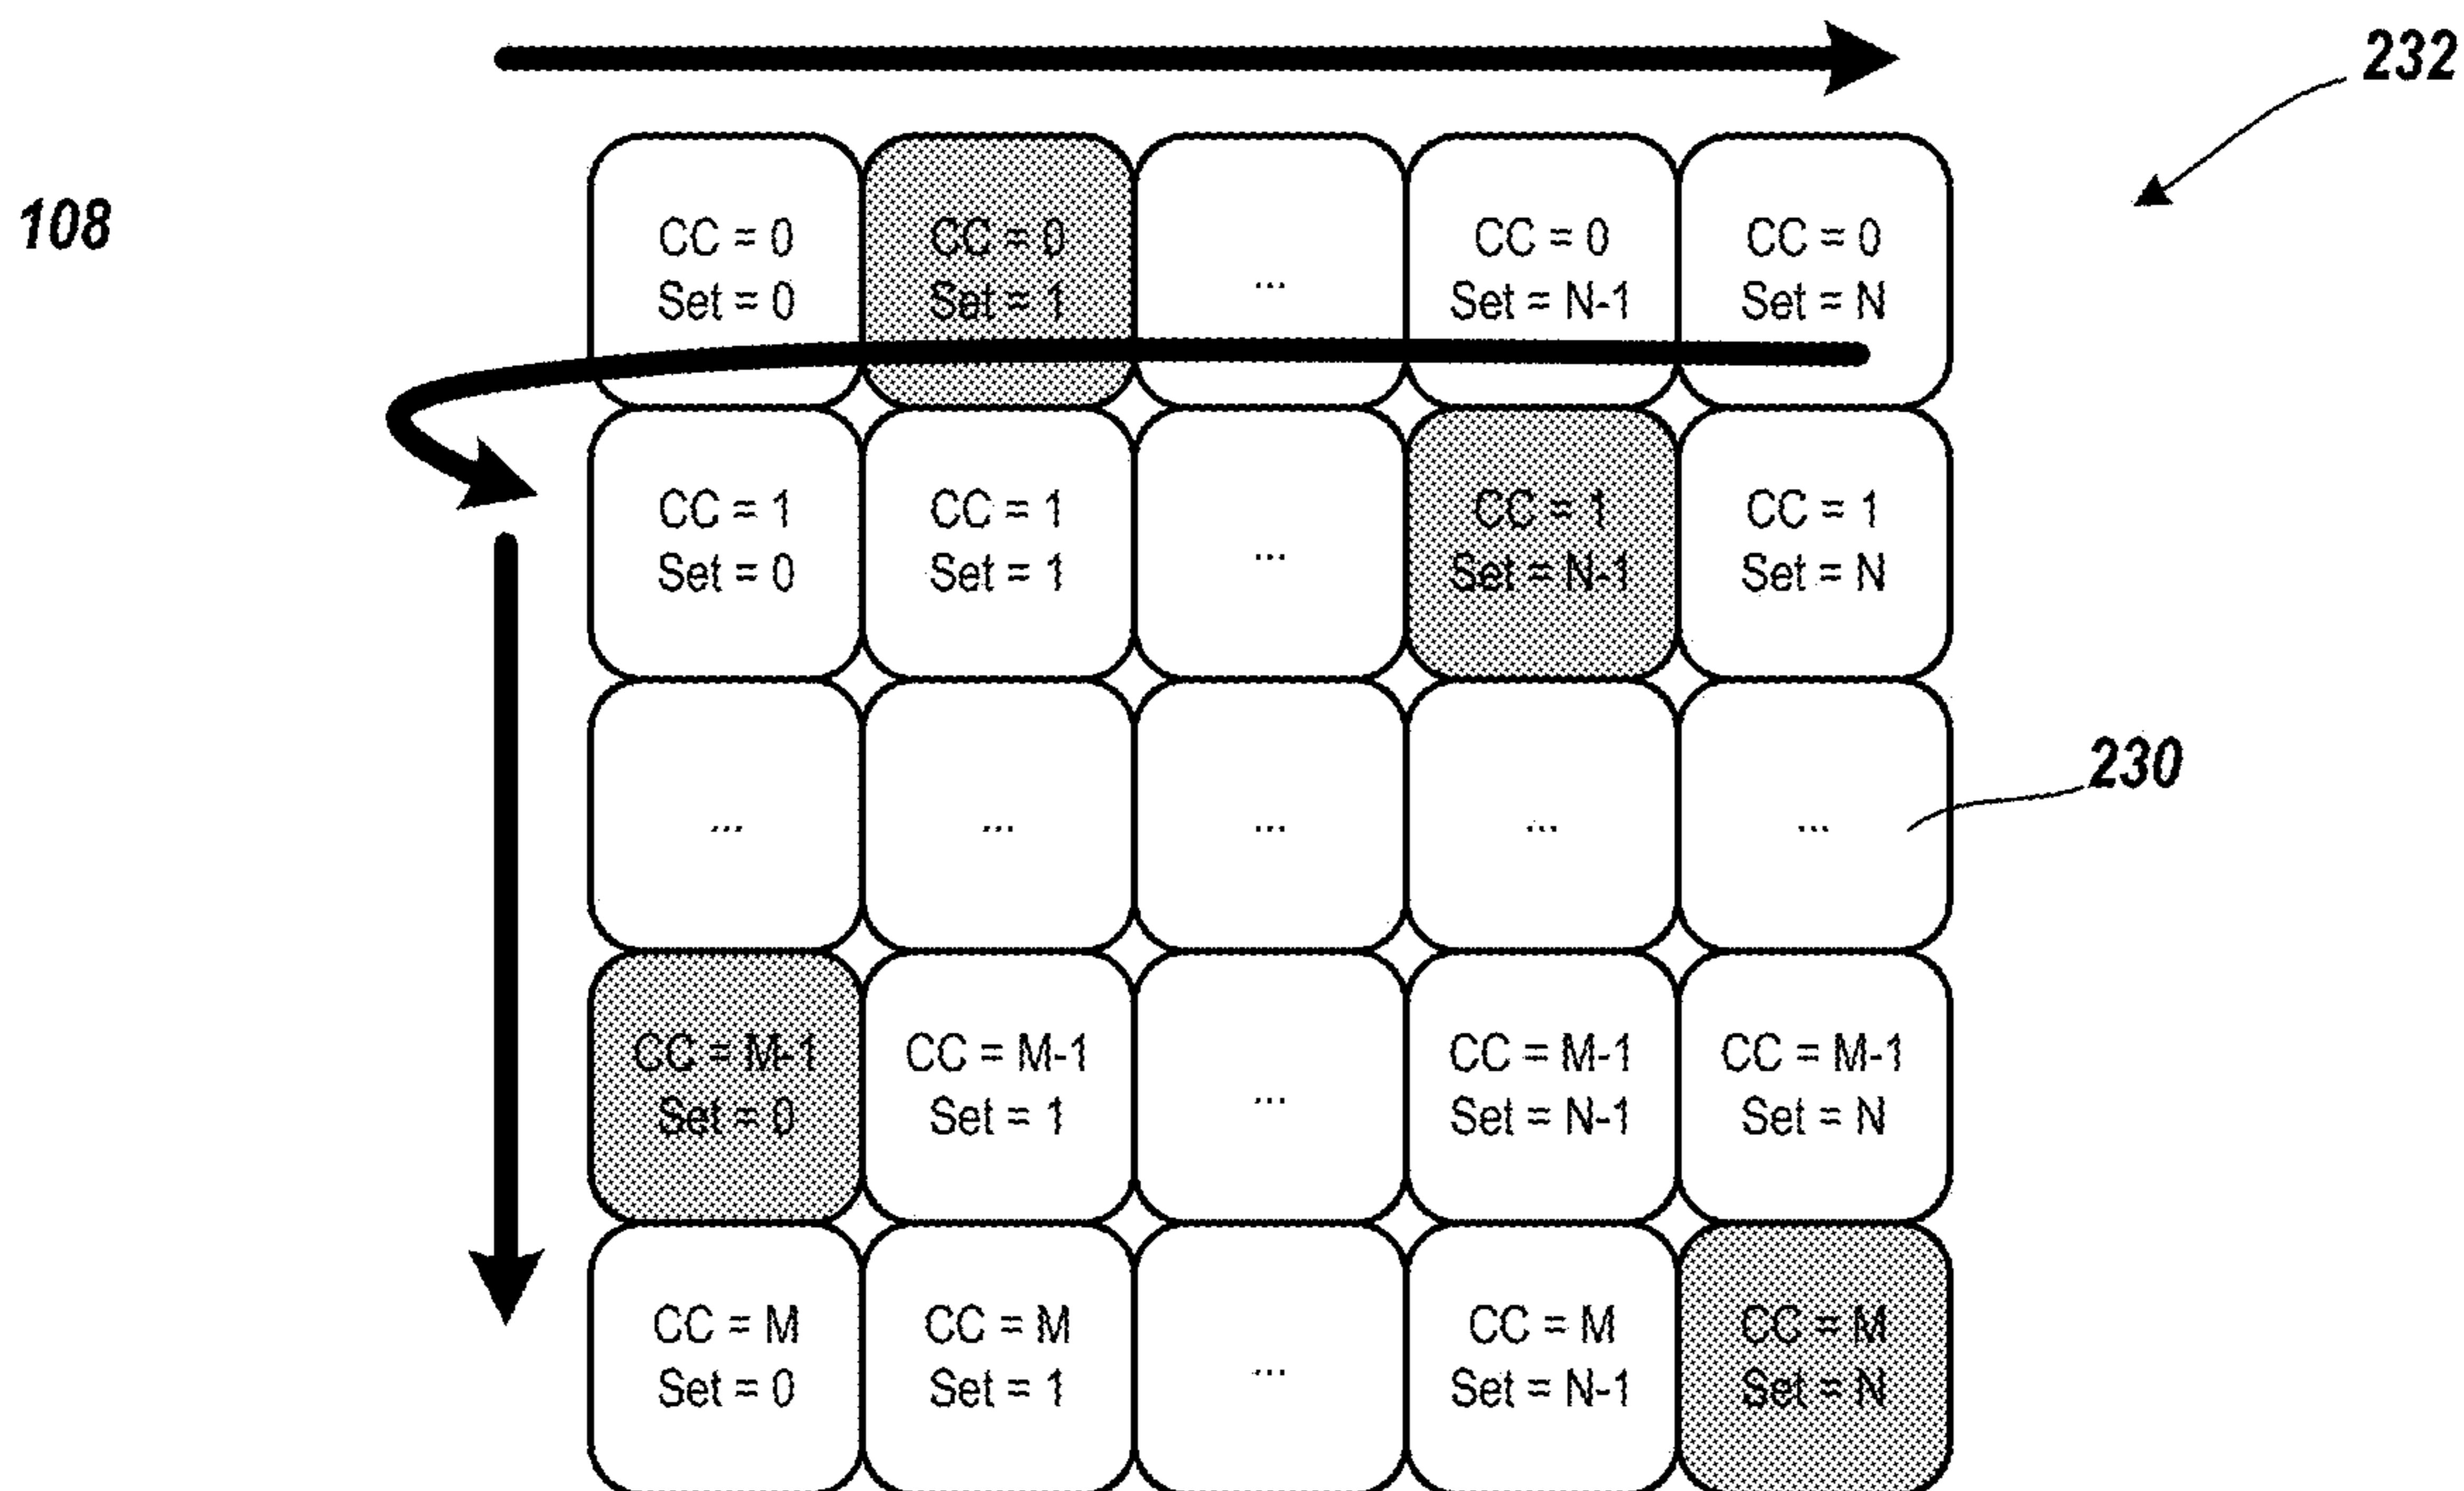 232
108
CC = 0
Set = 0
CC = 0
Set = 1
...
CC = 0
Set = N-1
CC = 0
Set = N
CC = 1
Set = 0
CC = 1
Set = 1
...
CC = 1
Set = N-1
CC = 1
Set = N
230
...
...
...
...
...
CC = M-1
Set = 0
CC = M-1
Set = 1
...
CC = M-1
Set = N-1
CC = M-1
Set = N
CC = M
Set = 0
CC = M
Set = 1
...
CC = M
Set = N-1
CC = M
Set = N